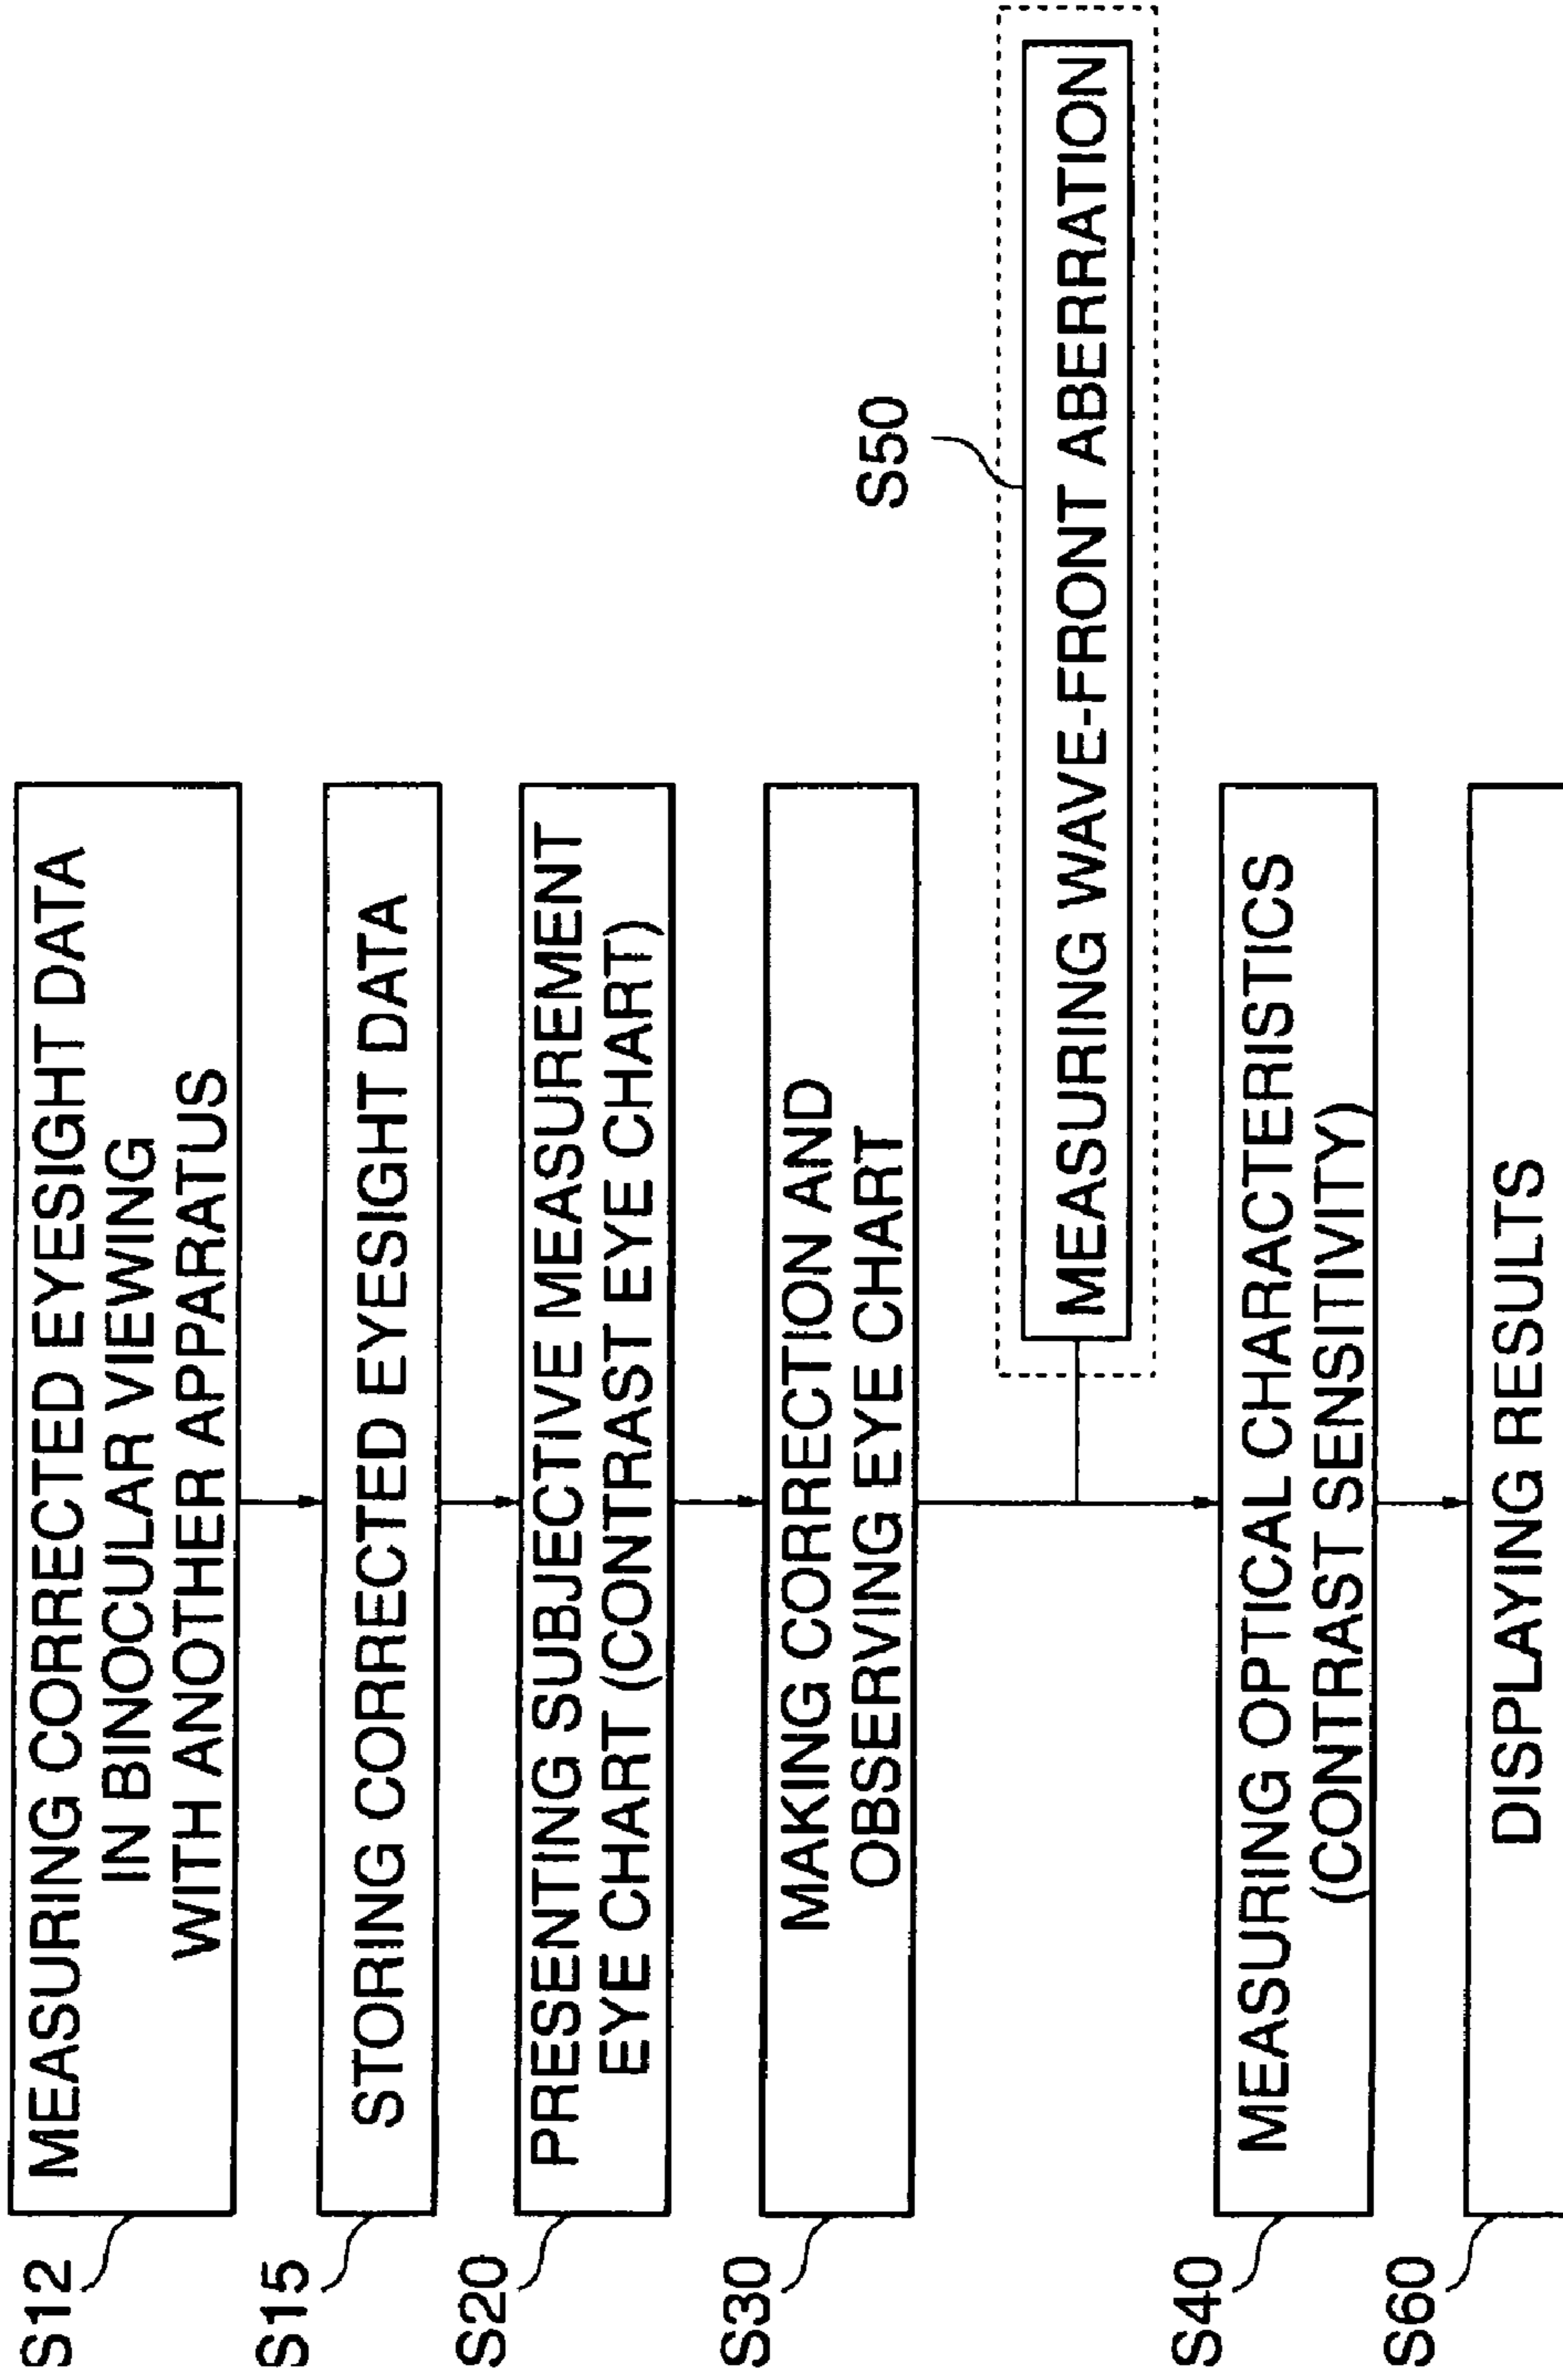 S12
MEASURING CORRECTED EYESIGHT DATA
IN BINOCULAR VIEWING
WITH ANOTHER APPARATUS
S15
STORING CORRECTED EYESIGHT DATA
S20
PRESENTING SUBJECTIVE MEASUREMENT
EYE CHART (CONTRAST EYE CHART)
S30
MAKING CORRECTION AND
OBSERVING EYE CHART
S50
MEASURING WAVE-FRONT ABERRATION
S40
MEASURING OPTICAL CHARACTERISTICS
(CONTRAST SENSITIVITY)
S60
DISPLAYING RESULTS